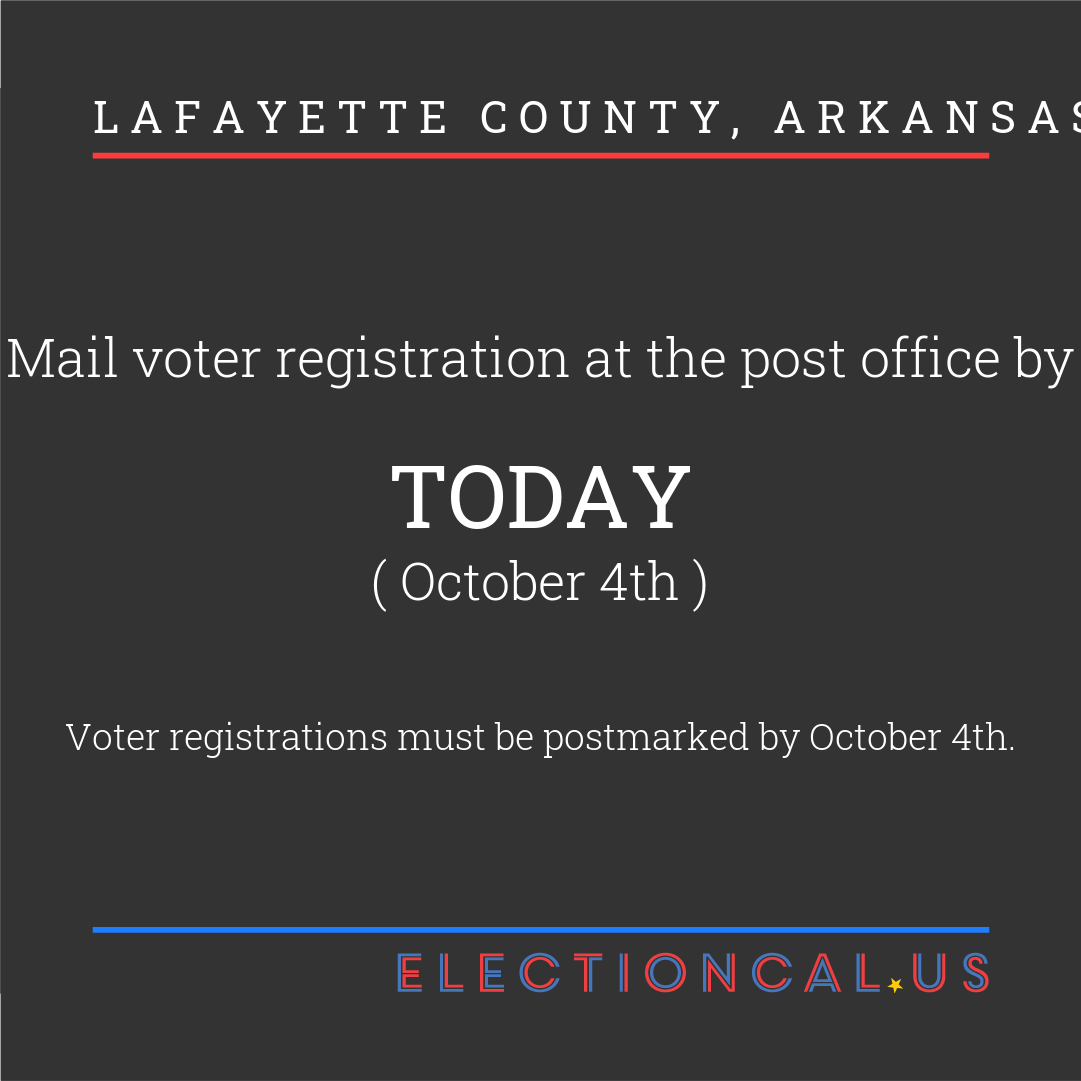 LAFAYETTE COUNTY, ARKANSAS
Mail voter registration at the post office by
TODAY
( October 4th )
Voter registrations must be postmarked by October 4th.
ELECTIONCAL.US